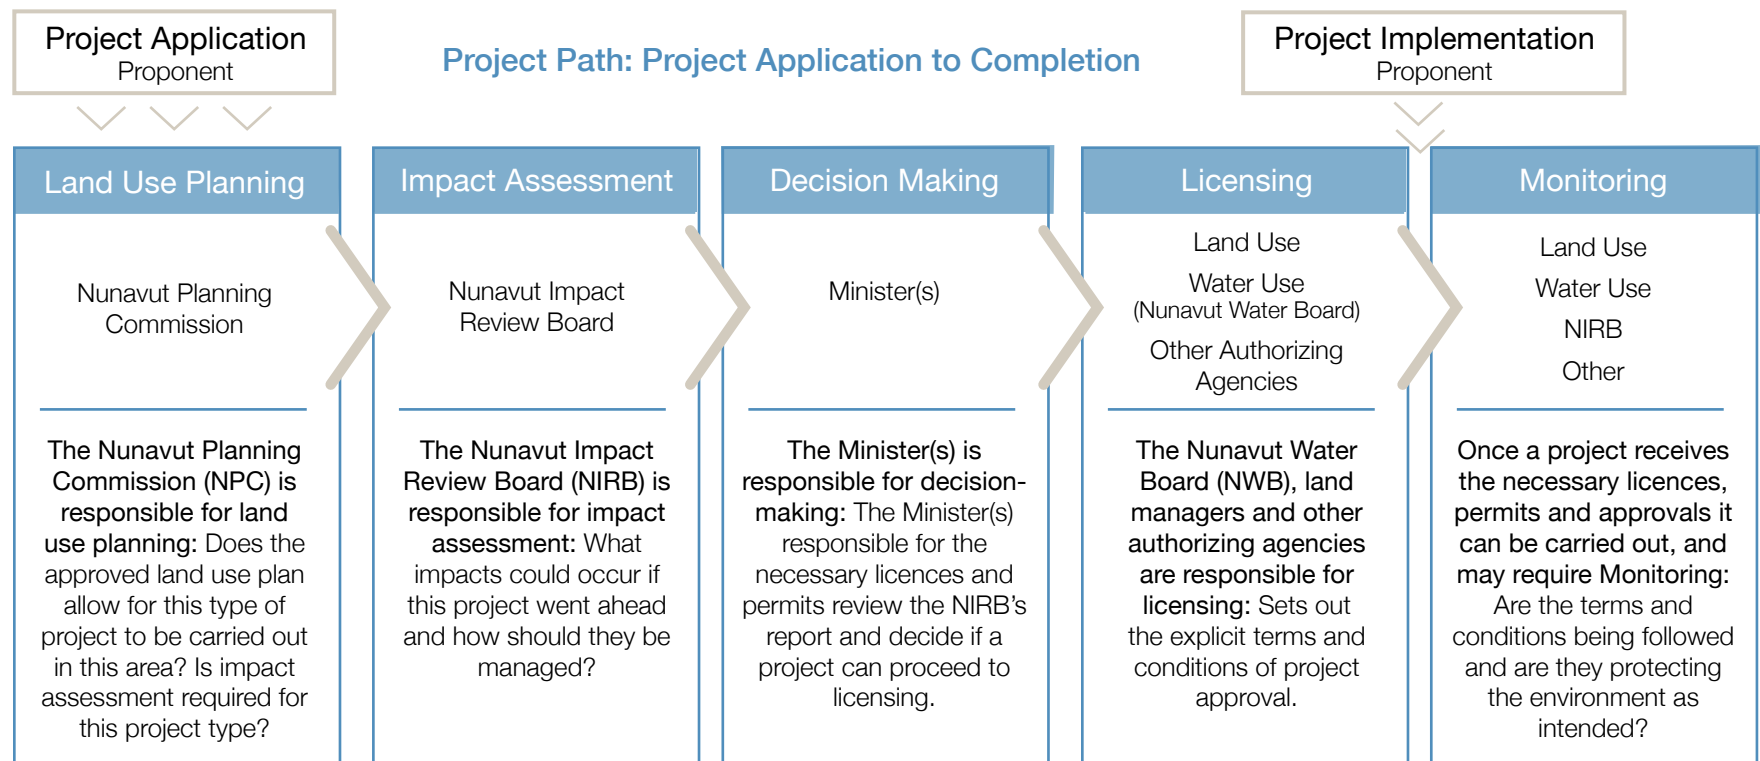 Project Application
Proponent
Project Path: Project Application to Completion
Project Implementation
Proponent
Land Use Planning
Nunavut Planning
Commission
The Nunavut Planning
Commission (NPC) is
responsible for land
use planning: Does the
approved land use plan
allow for this type of
project to be carried out
in this area? Is impact
assessment required for
this project type?
Impact Assessment
Nunavut Impact
Review Board
The Nunavut Impact
Review Board (NIRB) is
responsible for impact
assessment: What
impacts could occur if
this project went ahead
and how should they be
managed?
Decision Making
Minister(s)
The Minister(s) is
responsible for decision-
making: The Minister(s)
responsible for the
necessary licences and
permits review the NIRB’s
report and decide if a
project can proceed to
licensing.
Licensing
Land Use
Water Use
(Nunavut Water Board)
Other Authorizing
Agencies
The Nunavut Water
Board (NWB), land
managers and other
authorizing agencies
are responsible for
licensing: Sets out
the explicit terms and
conditions of project
approval.
Monitoring
Land Use
Water Use
NIRB
Other
Once a project receives
the necessary licences,
permits and approvals it
can be carried out, and
may require Monitoring:
Are the terms and
conditions being followed
and are they protecting
the environment as
intended?